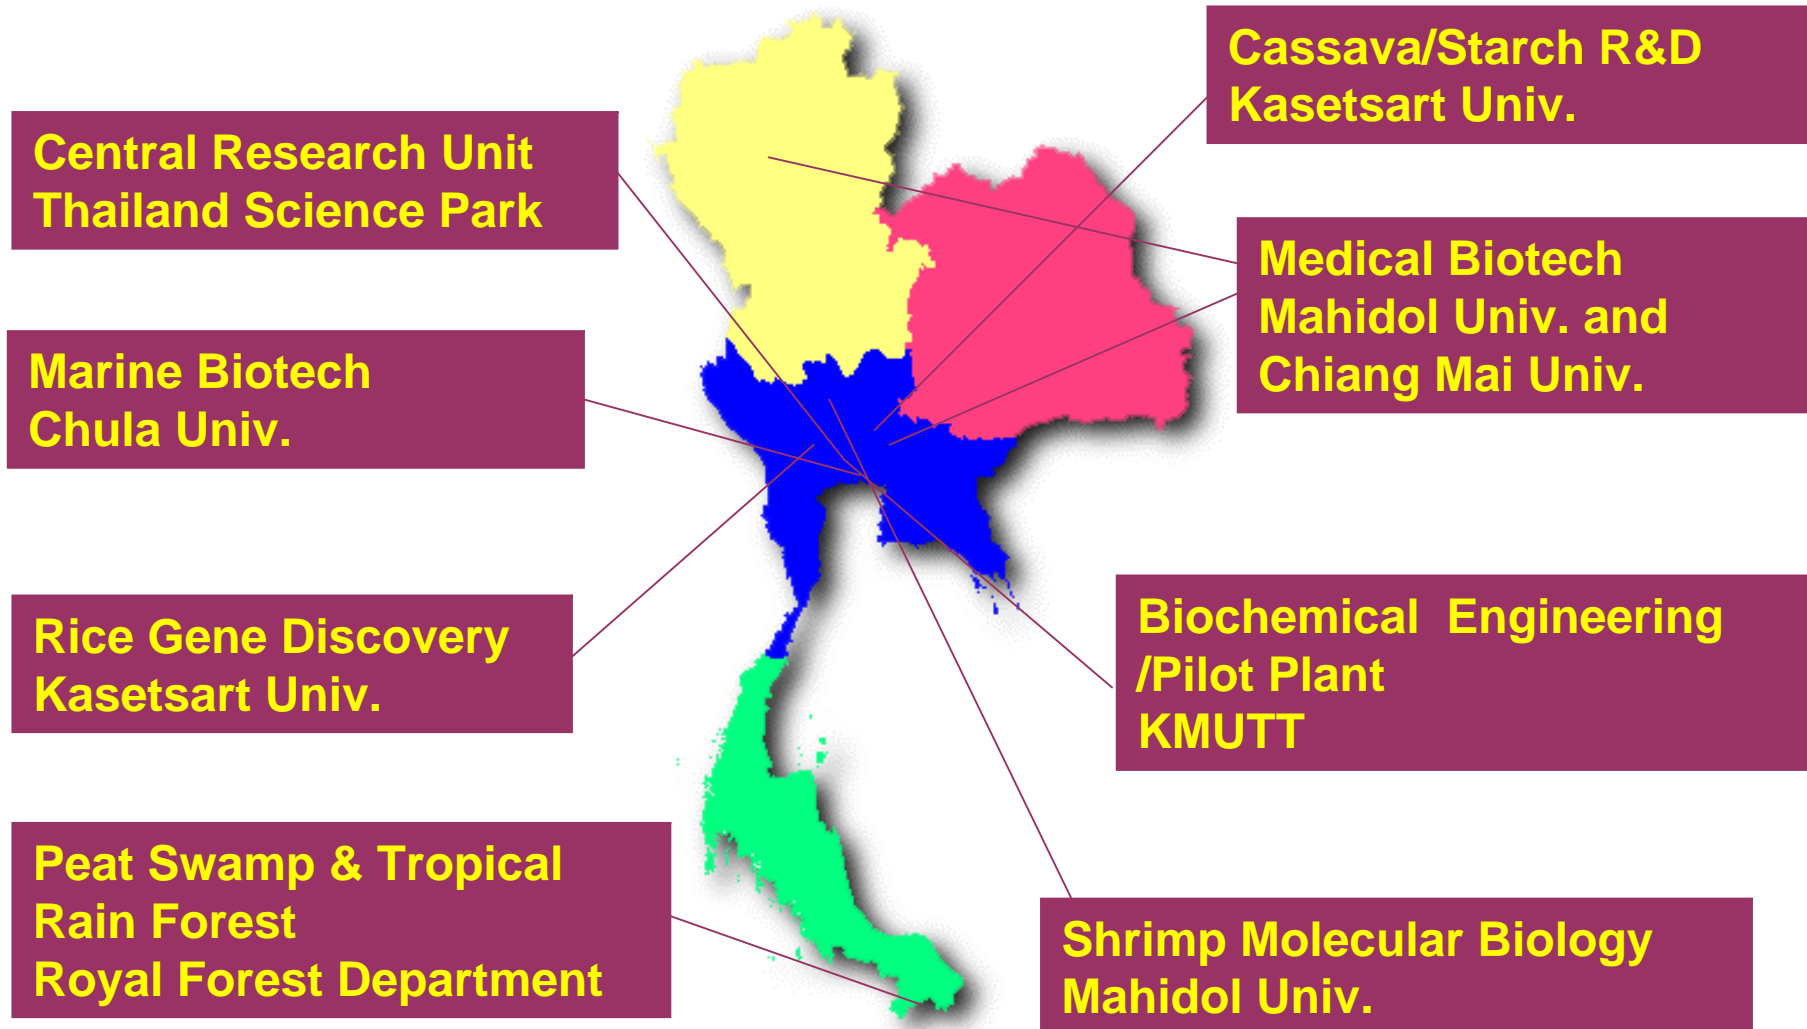 Cassava/Starch R&D
Kasetsart Univ.
Central Research Unit
Thailand Science Park
Medical Biotech
Mahidol Univ. and
Chiang Mai Univ.
Marine Biotech
Chula Univ.
Rice Gene Discovery
Kasetsart Univ.
Biochemical  Engineering
/Pilot Plant
KMUTT
Peat Swamp & Tropical
Rain Forest
Royal Forest Department
Shrimp Molecular Biology
Mahidol Univ.